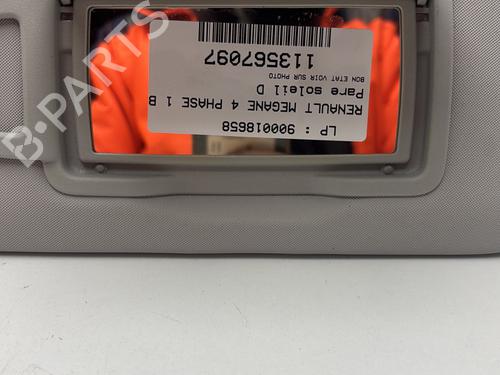 LP : 900018658
RENAULT MEGANE 4 PHASE 1 B
Pare soleil D
BON ETAT VOIR SUR PHOTO
113567097
B-PARTS